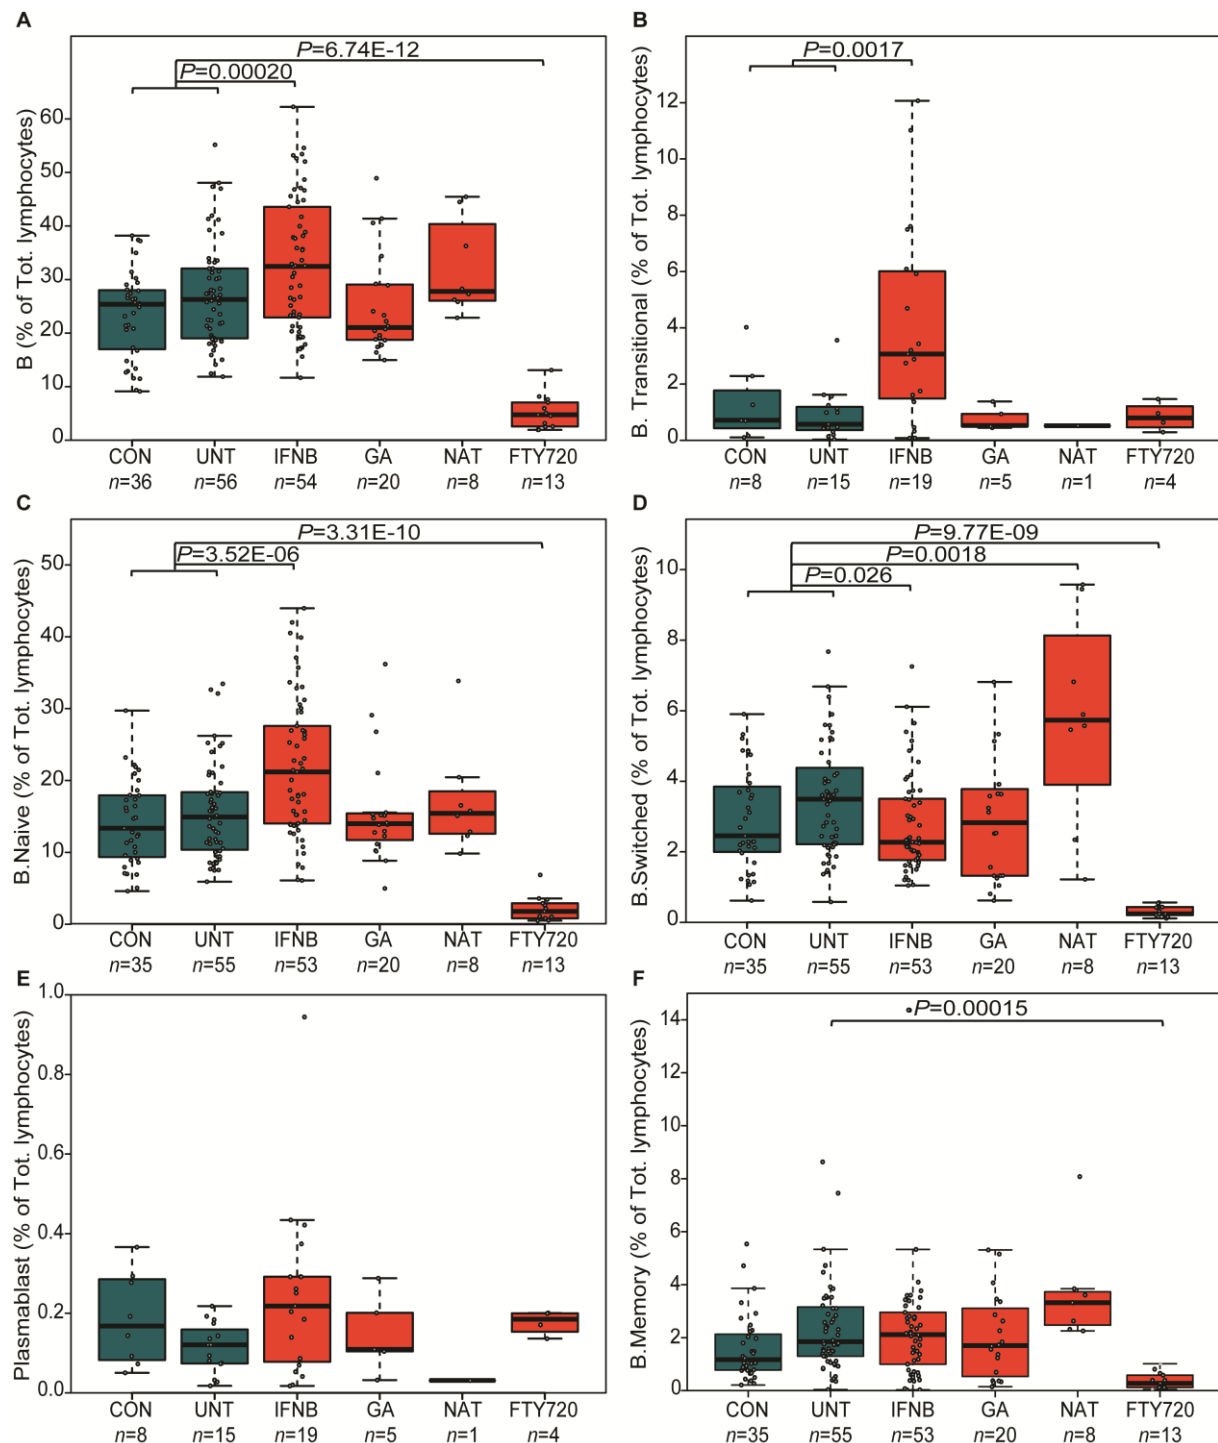 A
P=6.74E-12
P=0.00020
B (% of Tot. lymphocytes)
60
50
40
30
20
10
0
CON UNT IFNB GA NAT FTY720
n=36 n=56 n=54 n=20 n=8 n=13
B
P=0.0017
B. Transitional (% of Tot. lymphocytes)
12
10
8
6
4
2
0
CON UNT IFNB GA NAT FTY720
n=8 n=15 n=19 n=5 n=1 n=4
C
P=3.31E-10
P=3.52E-06
B.Naive (% of Tot. lymphocytes)
50
40
30
20
10
0
CON UNT IFNB GA NAT FTY720
n=35 n=55 n=53 n=20 n=8 n=13
D
P=9.77E-09
P=0.0018
P=0.026
B.Switched (% of Tot. lymphocytes)
10
8
6
4
2
0
CON UNT IFNB GA NAT FTY720
n=35 n=55 n=53 n=20 n=8 n=13
E
Plasmablast (% of Tot. lymphocytes)
1.0
0.8
0.6
0.4
0.2
0.0
CON UNT IFNB GA NAT FTY720
n=8 n=15 n=19 n=5 n=1 n=4
F
P=0.00015
B.Memory (% of Tot. lymphocytes)
14
12
10
8
6
4
2
0
CON UNT IFNB GA NAT FTY720
n=35 n=55 n=53 n=20 n=8 n=13